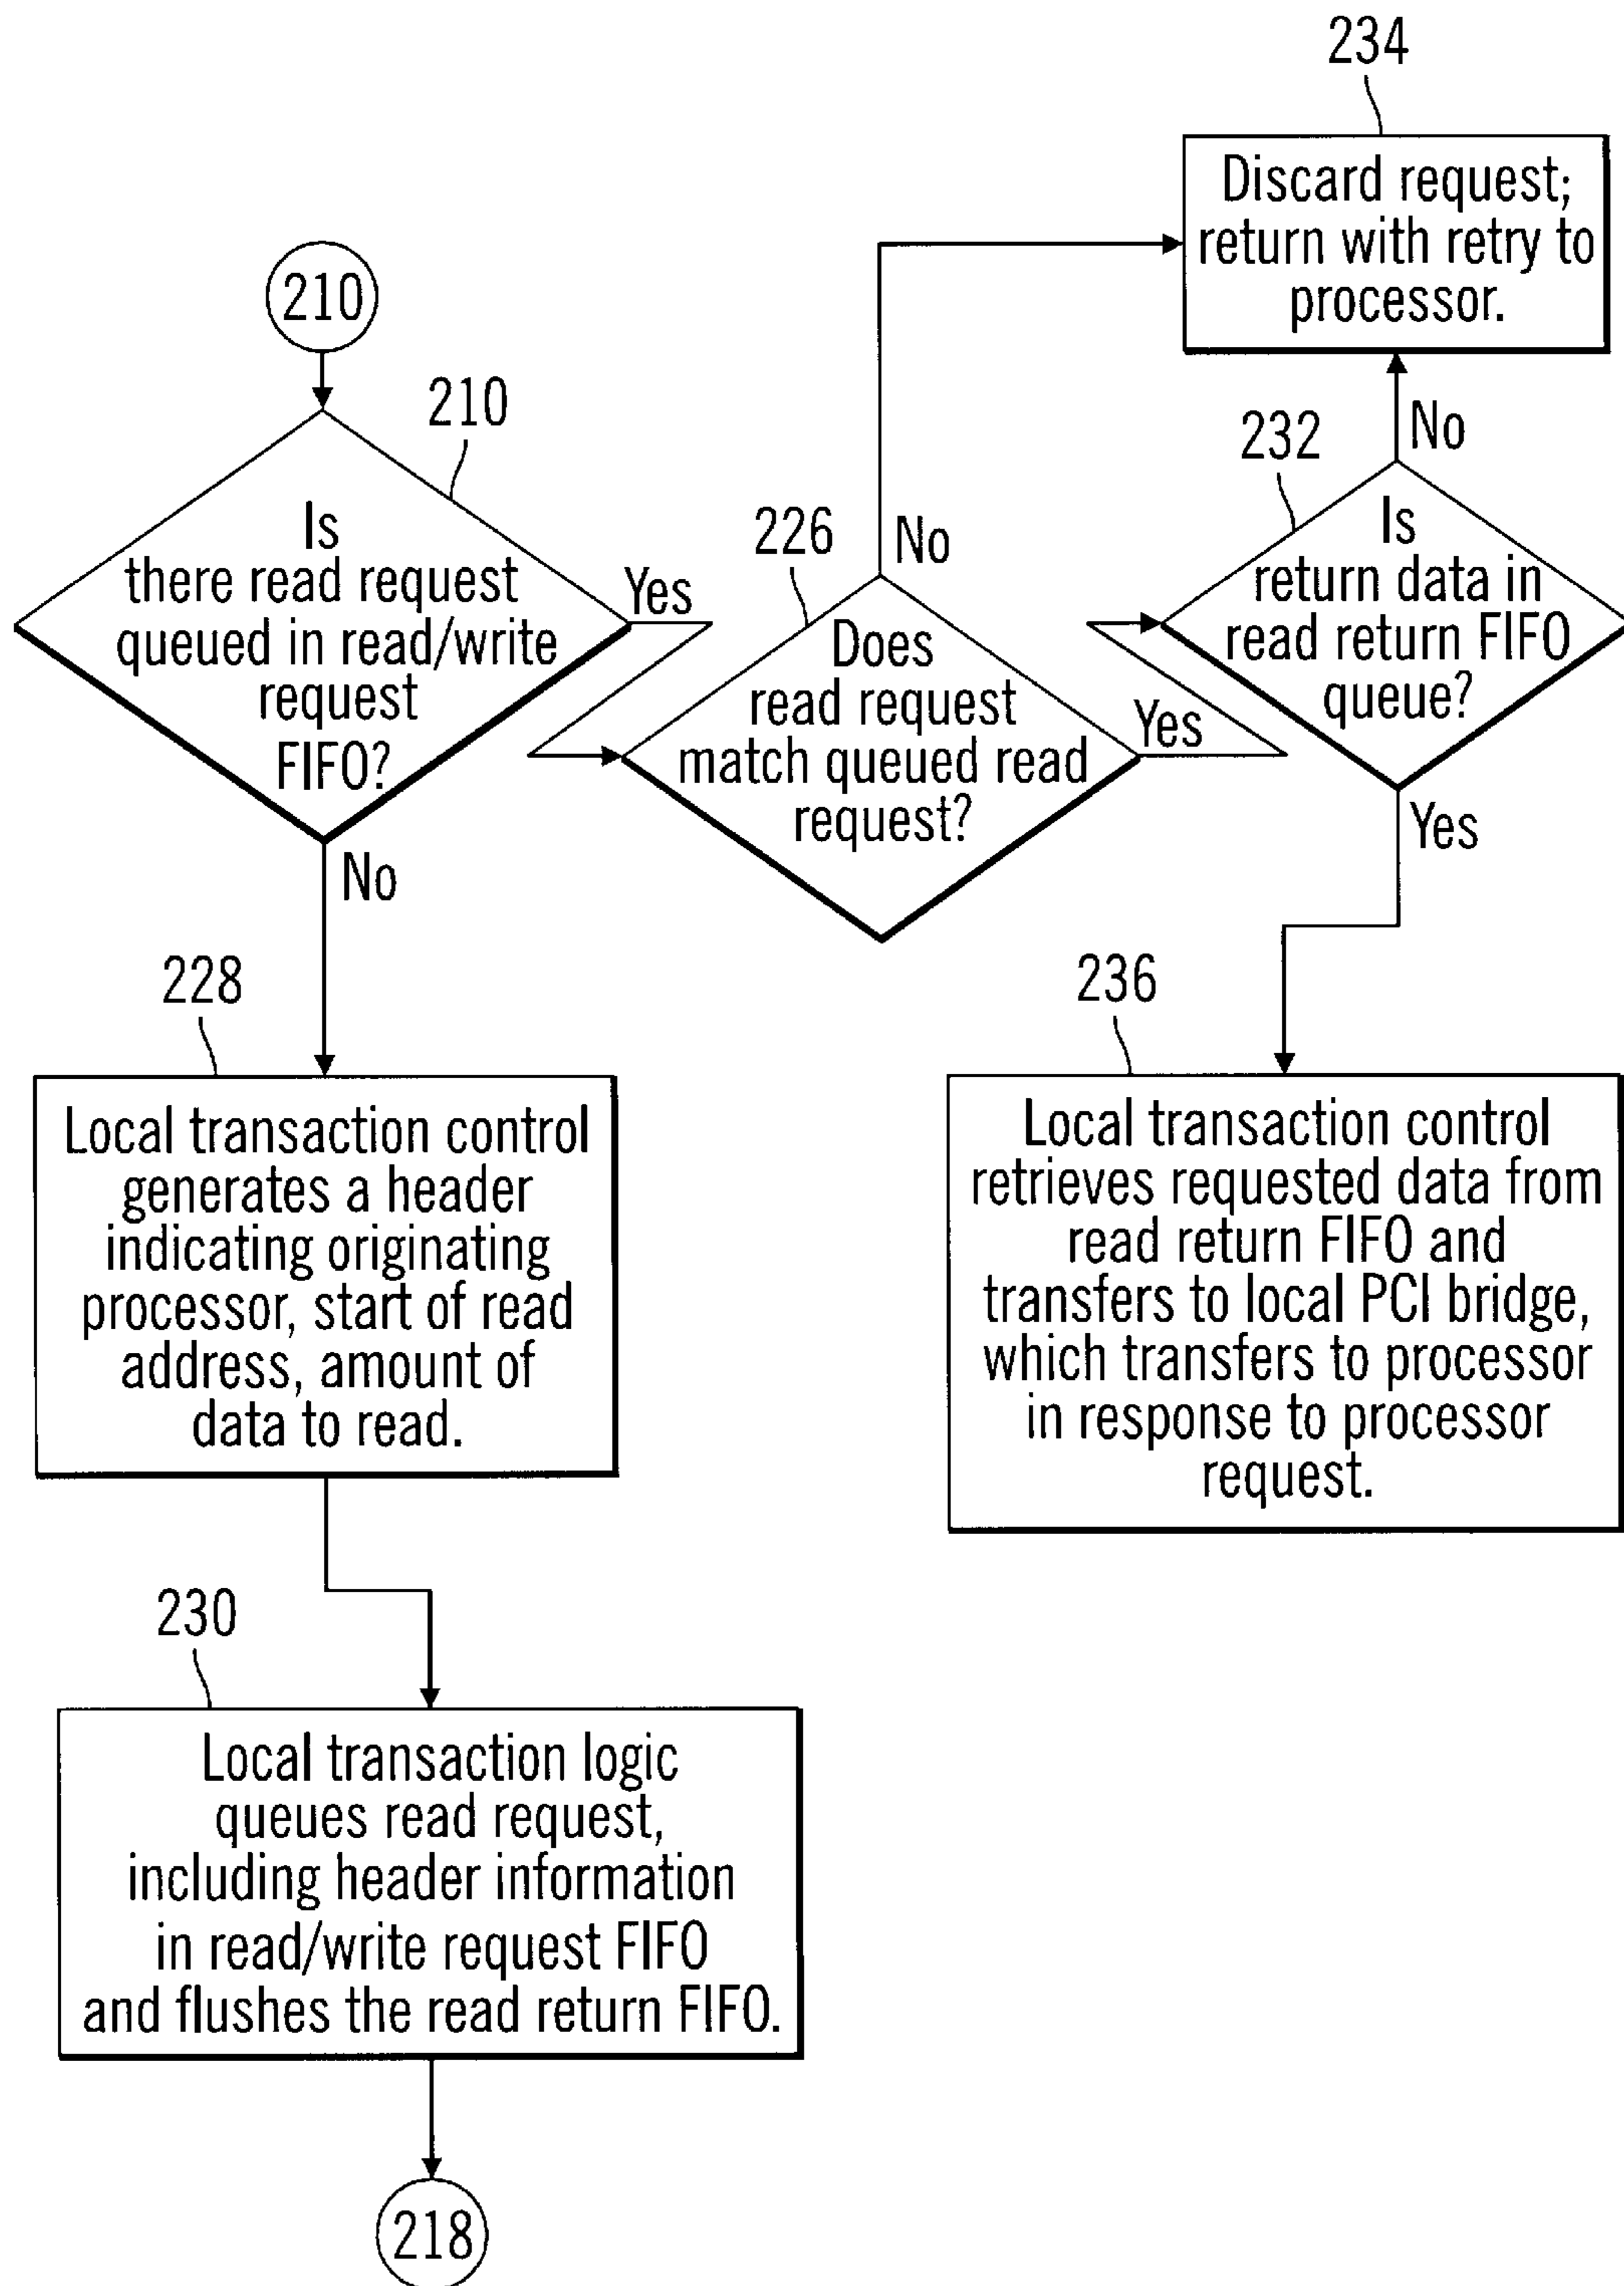 210
210
Is
there read request
queued in read/write
request
FIFO?
Yes
No
226
Does
read request
match queued read
request?
No
Yes
232
Is
return data in
read return FIFO
queue?
No
Yes
234
Discard request;
return with retry to
processor.
228
Local transaction control
generates a header
indicating originating
processor, start of read
address, amount of
data to read.
236
Local transaction control
retrieves requested data from
read return FIFO and
transfers to local PCI bridge,
which transfers to processor
in response to processor
request.
230
Local transaction logic
queues read request,
including header information
in read/write request FIFO
and flushes the read return FIFO.
218